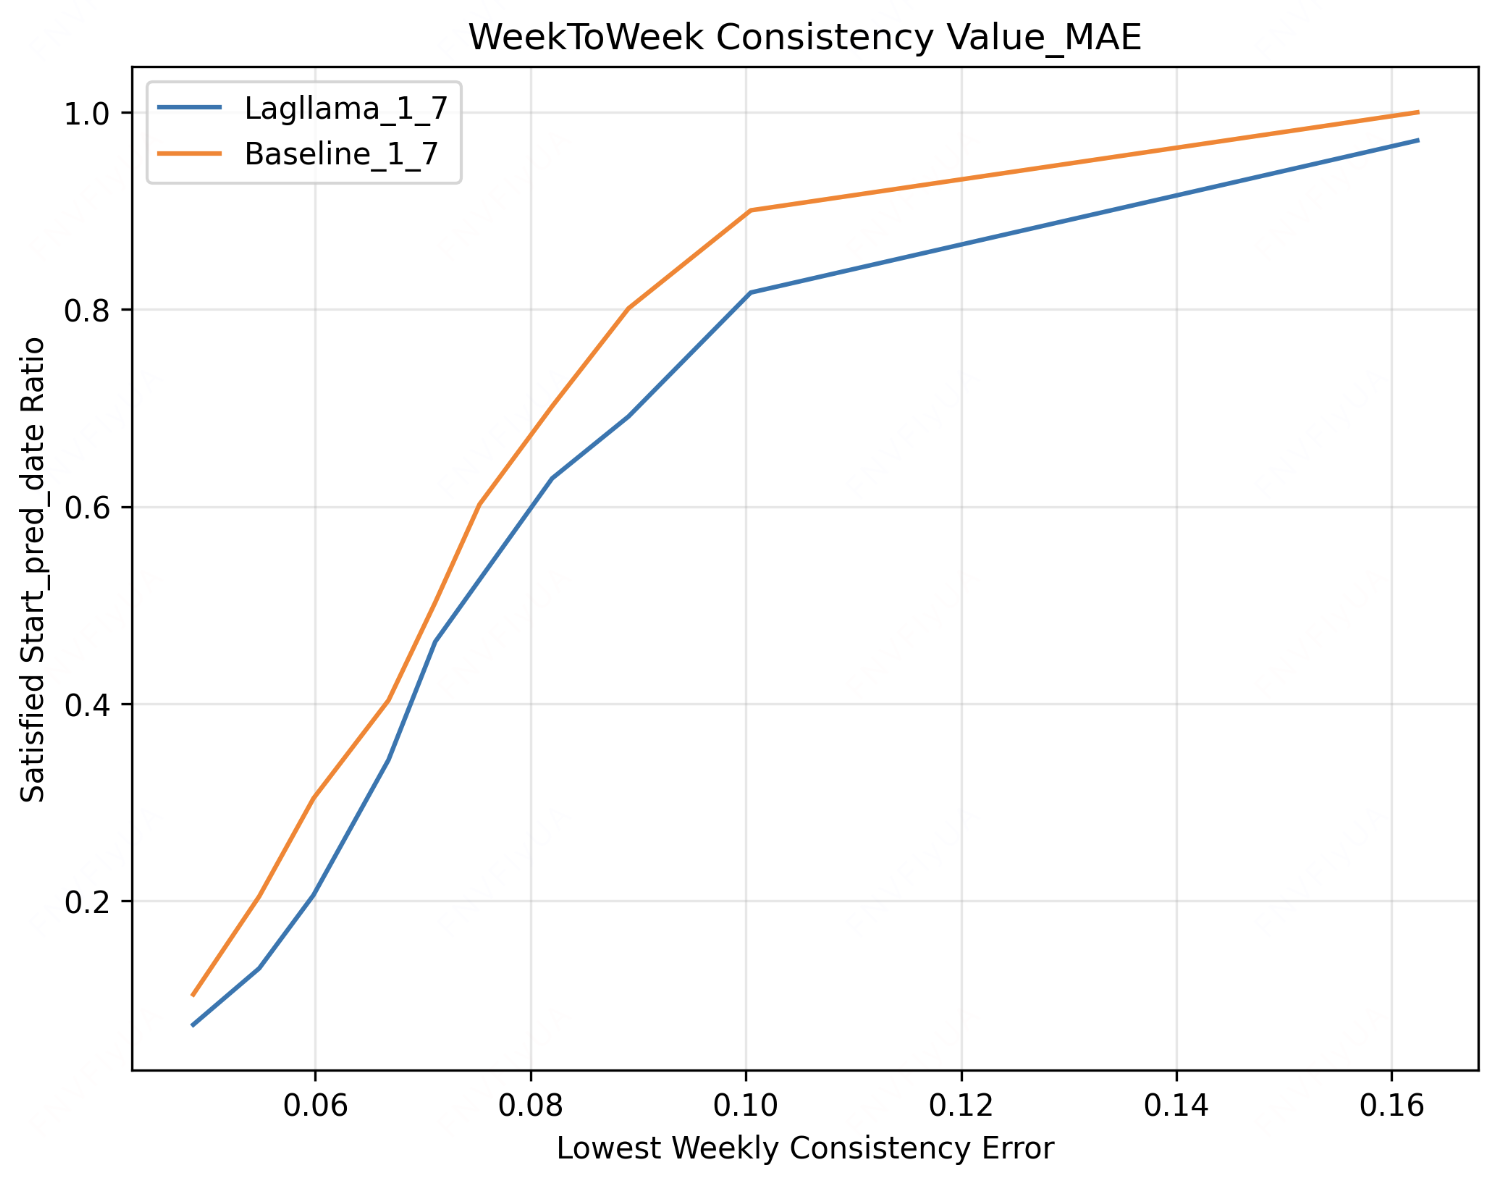 WeekToWeek Consistency Value_MAE
Lagllama_1_7
Baseline_1_7
Satisfied Start_pred_date Ratio
1.0
0.8
0.6
0.4
0.2
0.06 0.08 0.10 0.12 0.14 0.16
Lowest Weekly Consistency Error